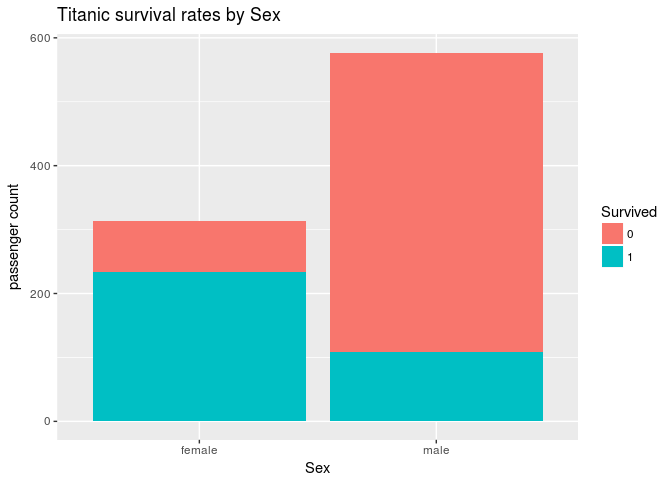 Titanic survival rates by Sex
600
400
200
0
passenger count
female
male
Sex
Survived
0
1